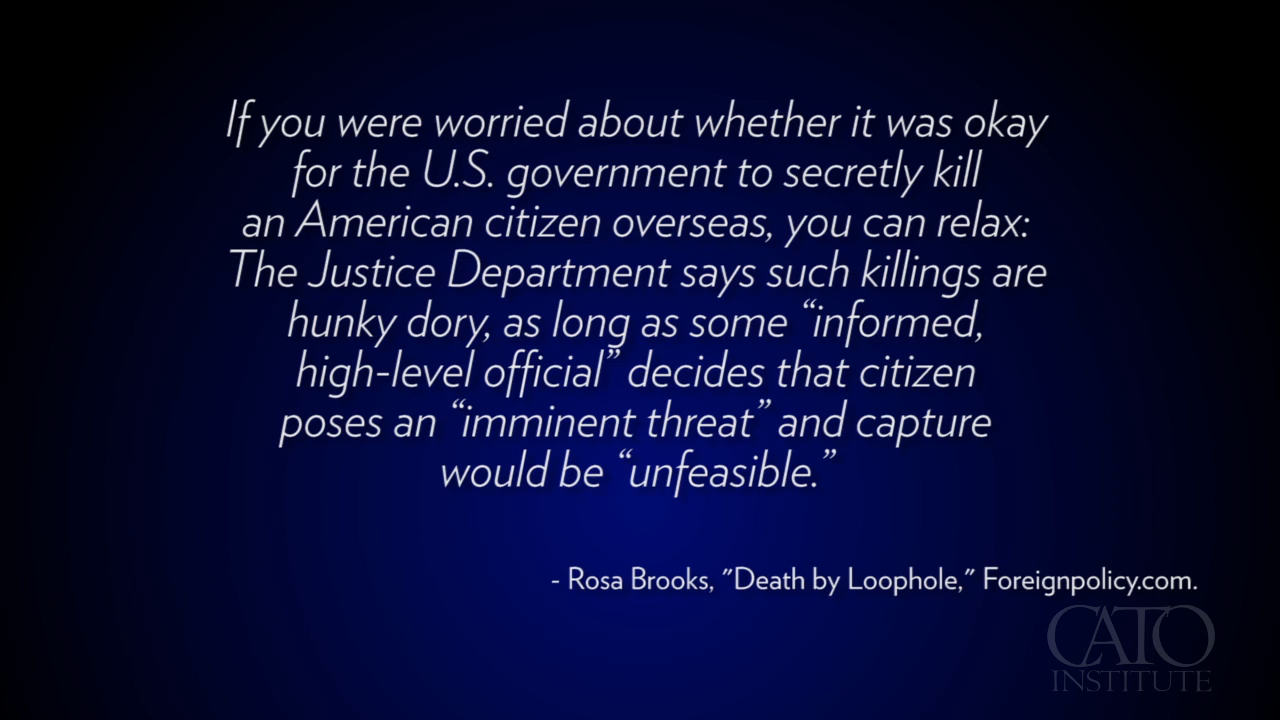 If you were worried about whether it was okay
for the U.S. government to secretly kill
an American citizen overseas, you can relax:
The Justice Department says such killings are
hunky dory, as long as some “informed,
high-level official” decides that citizen
poses an “imminent threat” and capture
would be “unfeasible.”
- Rosa Brooks, "Death by Loophole," Foreignpolicy.com.
CATO
INSTITUTE